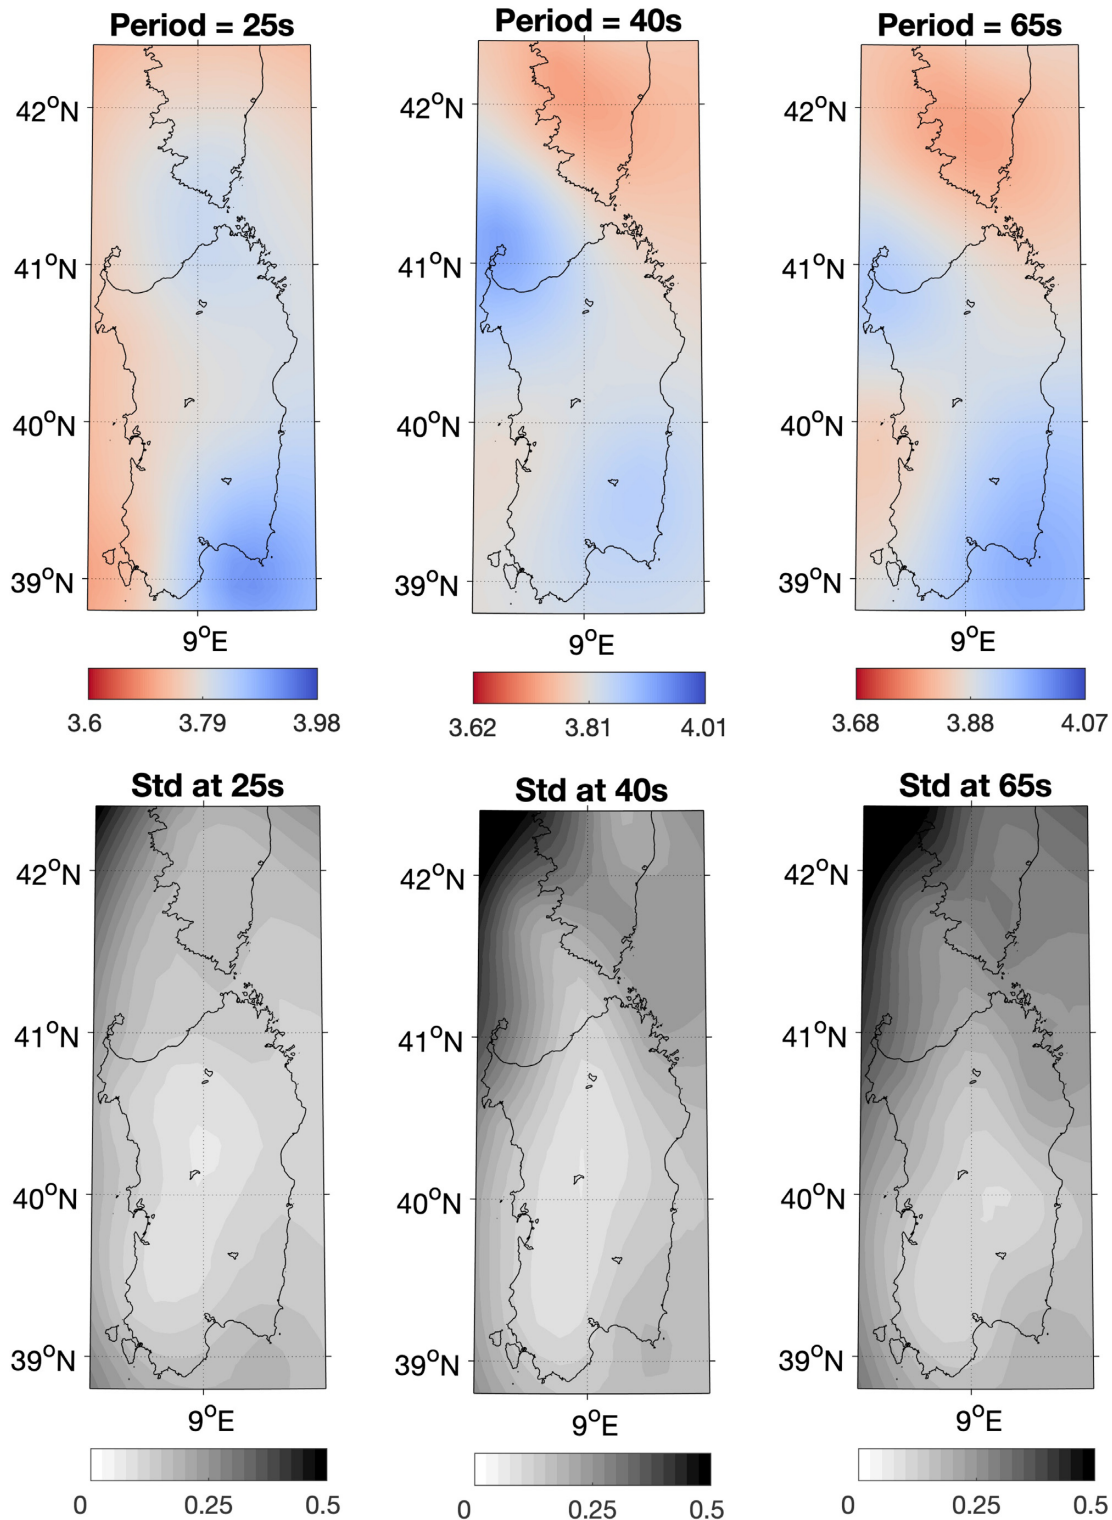 Period = 25s
Period = 40s
Period = 65s
42°N
42°N
42°N
41°N
41°N
41°N
40°N
40°N
40°N
39°N
39°N
39°N
9°E
9°E
9°E
3.6 3.79 3.98
3.62 3.81 4.01
3.68 3.88 4.07
Std at 25s
Std at 40s
Std at 65s
42°N
42°N
42°N
41°N
41°N
41°N
40°N
40°N
40°N
39°N
39°N
39°N
9°E
9°E
9°E
0 0.25 0.5
0 0.25 0.5
0 0.25 0.5